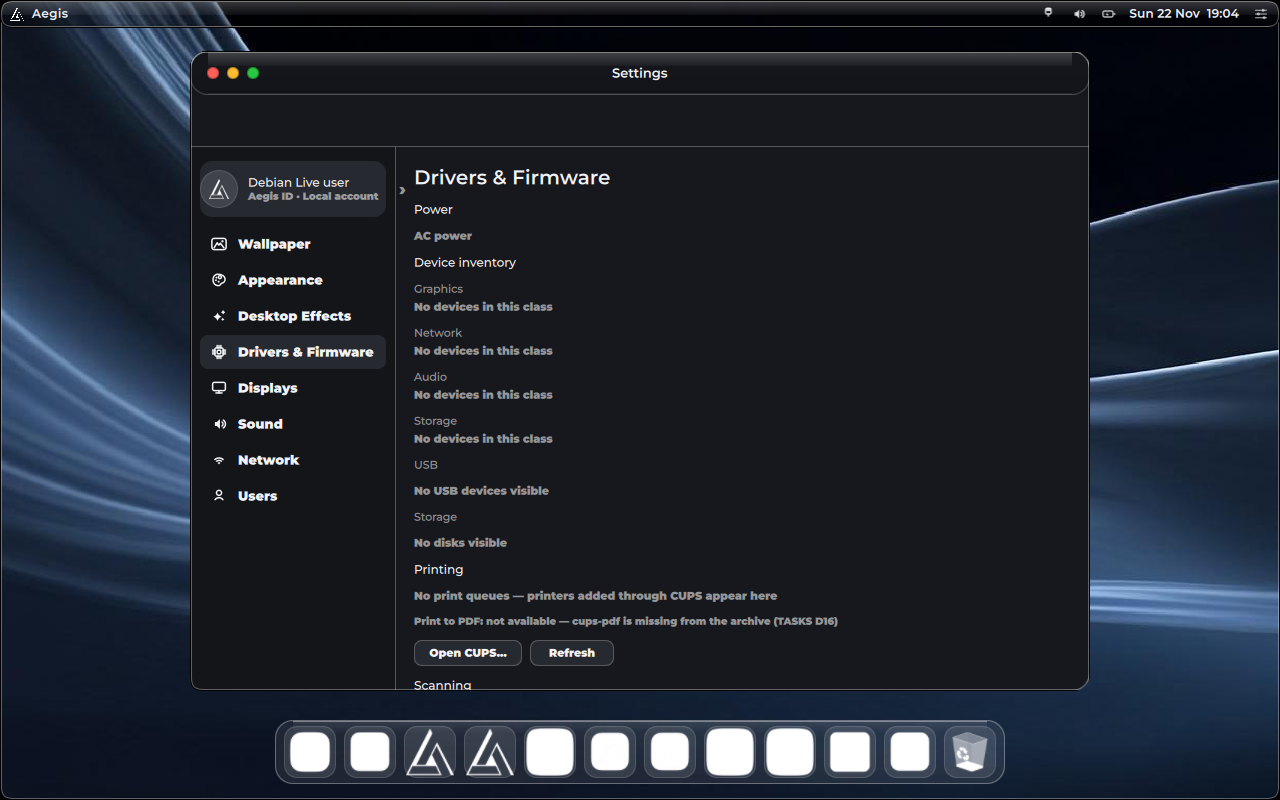 Aegis
Sun 22 Nov 19:04
Settings
Debian Live user
Aegis ID • Local account
Wallpaper
Appearance
Desktop Effects
Drivers & Firmware
Displays
Sound
Network
Users
Drivers & Firmware
Power
AC power
Device inventory
Graphics
No devices in this class
Network
No devices in this class
Audio
No devices in this class
Storage
No devices in this class
USB
No USB devices visible
Storage
No disks visible
Printing
No print queues — printers added through CUPS appear here
Print to PDF: not available — cups-pdf is missing from the archive (TASKS D16)
Open CUPS... Refresh
Scanning